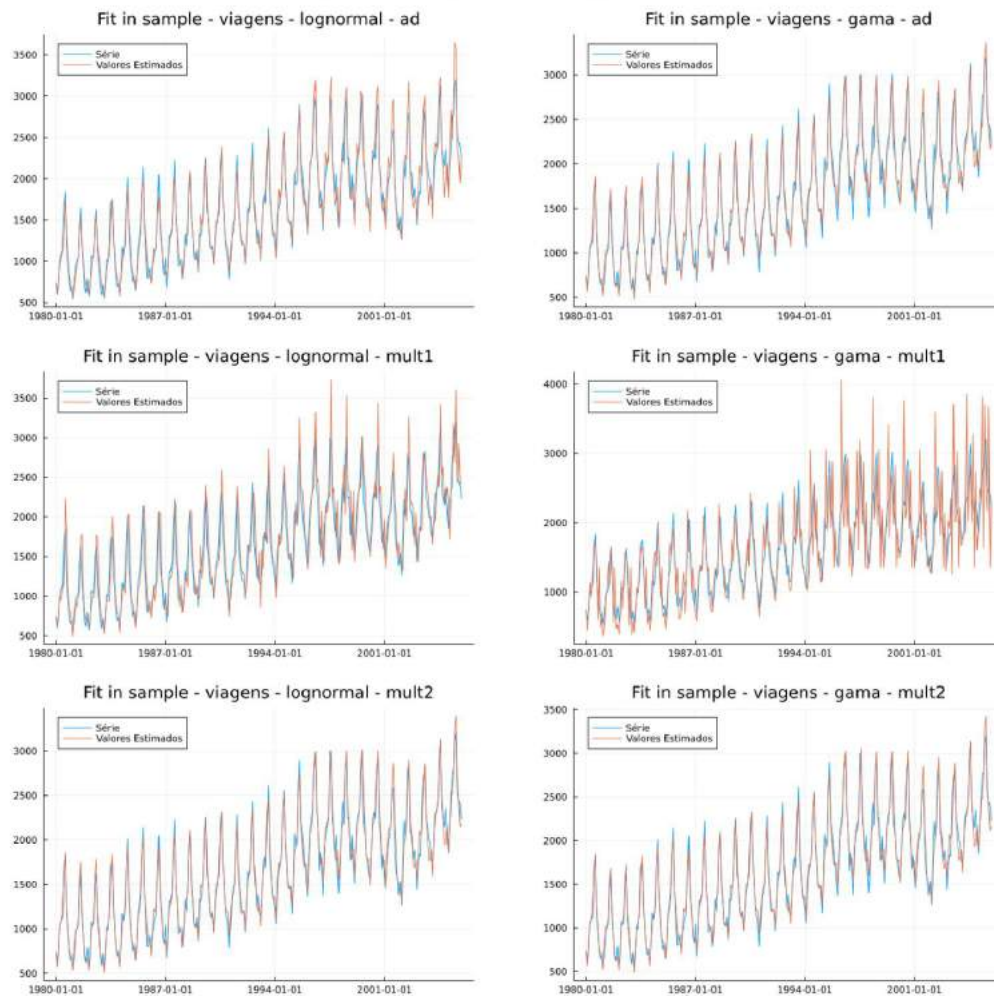 Fit in sample - viagens - lognormal - ad
Série
Valores Estimados
3500
3000
2500
2000
1500
1000
500
1980-01-01 1987-01-01 1994-01-01 2001-01-01
Fit in sample - viagens - gama - ad
Série
Valores Estimados
3000
2500
2000
1500
1000
500
1980-01-01 1987-01-01 1994-01-01 2001-01-01
Fit in sample - viagens - lognormal - mult1
Série
Valores Estimados
3500
3000
2500
2000
1500
1000
500
1980-01-01 1987-01-01 1994-01-01 2001-01-01
Fit in sample - viagens - gama - mult1
Série
Valores Estimados
4000
3000
2000
1000
1980-01-01 1987-01-01 1994-01-01 2001-01-01
Fit in sample - viagens - lognormal - mult2
Série
Valores Estimados
3000
2500
2000
1500
1000
500
1980-01-01 1987-01-01 1994-01-01 2001-01-01
Fit in sample - viagens - gama - mult2
Série
Valores Estimados
3500
3000
2500
2000
1500
1000
500
1980-01-01 1987-01-01 1994-01-01 2001-01-01